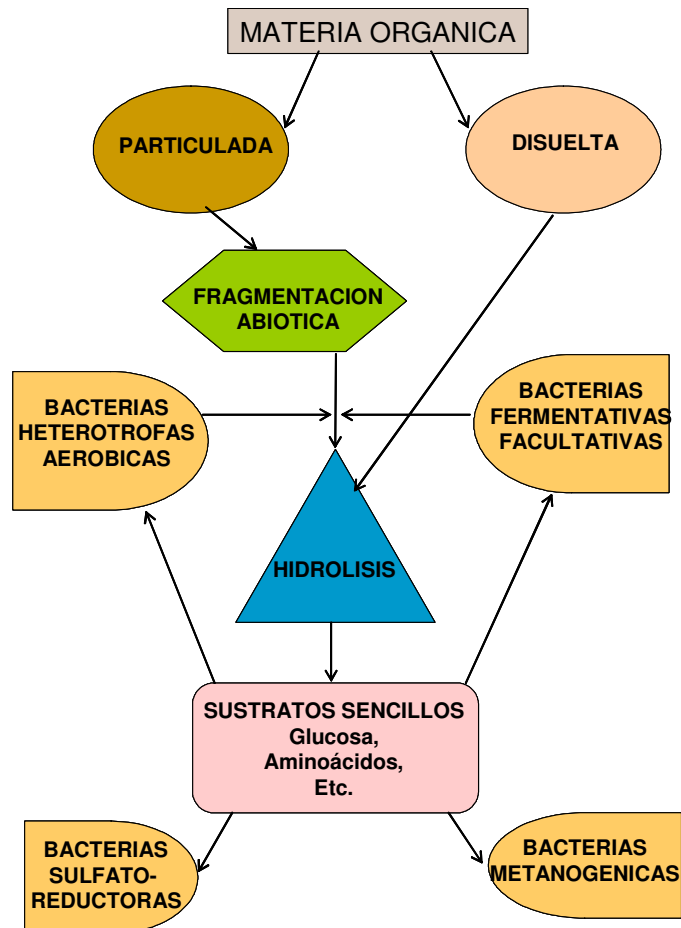 MATERIA ORGANICA
PARTICULADA
DISUELTA
FRAGMENTACION
ABIOTICA
BACTERIAS
HETEROTROFAS
AEROBICAS
BACTERIAS
FERMENTATIVAS
FACULTATIVAS
HIDROLISIS
SUSTRATOS SENCILLOS
Glucosa,
Aminoácidos,
Etc.
BACTERIAS
SULFATO-
REDUCTORAS
BACTERIAS
METANOGENICAS